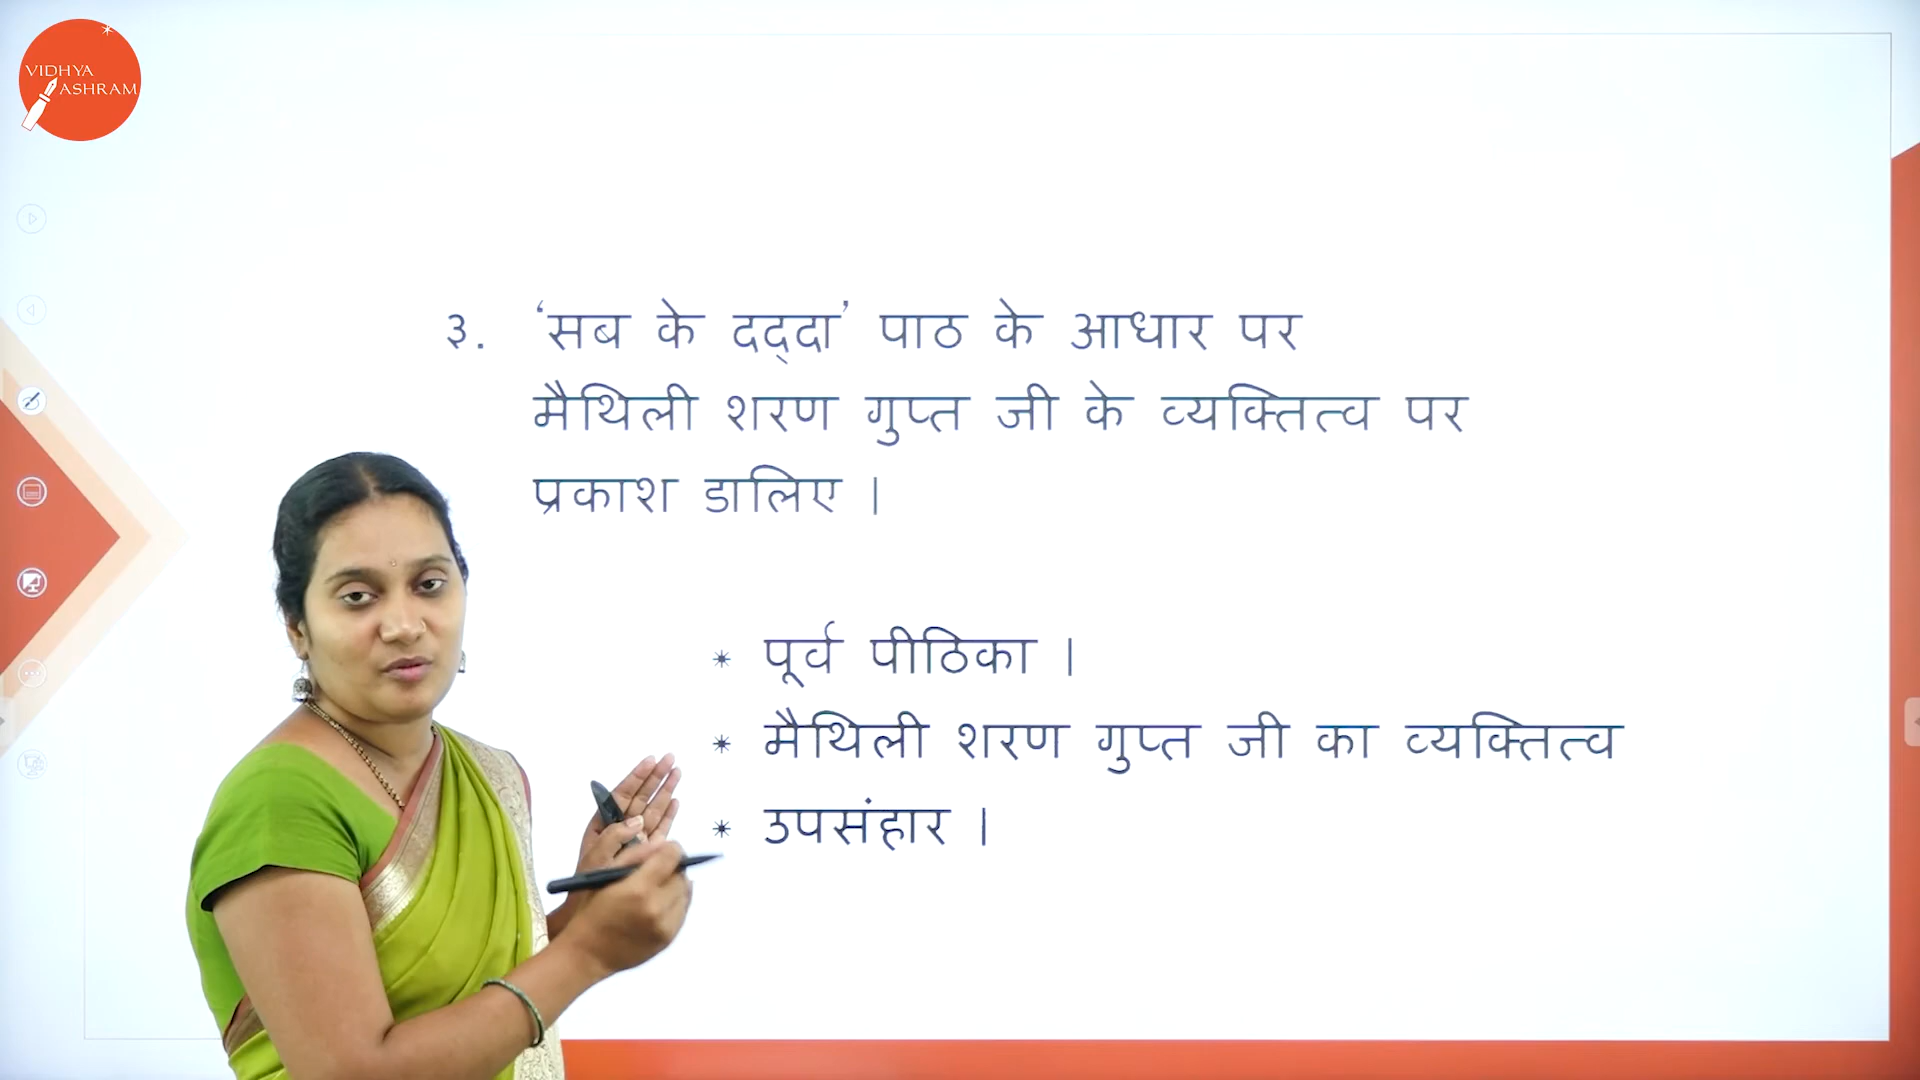 VIDHYA
ASHRAM
३. ‘सब के दद्दा’ पाठ के आधार पर
मैथिली शरण गुप्त जी के व्यक्तित्व पर
प्रकाश डालिए |
* पूर्व पीठिका |
* मैथिली शरण गुप्त जी का व्यक्तित्व
* उपसंहार |